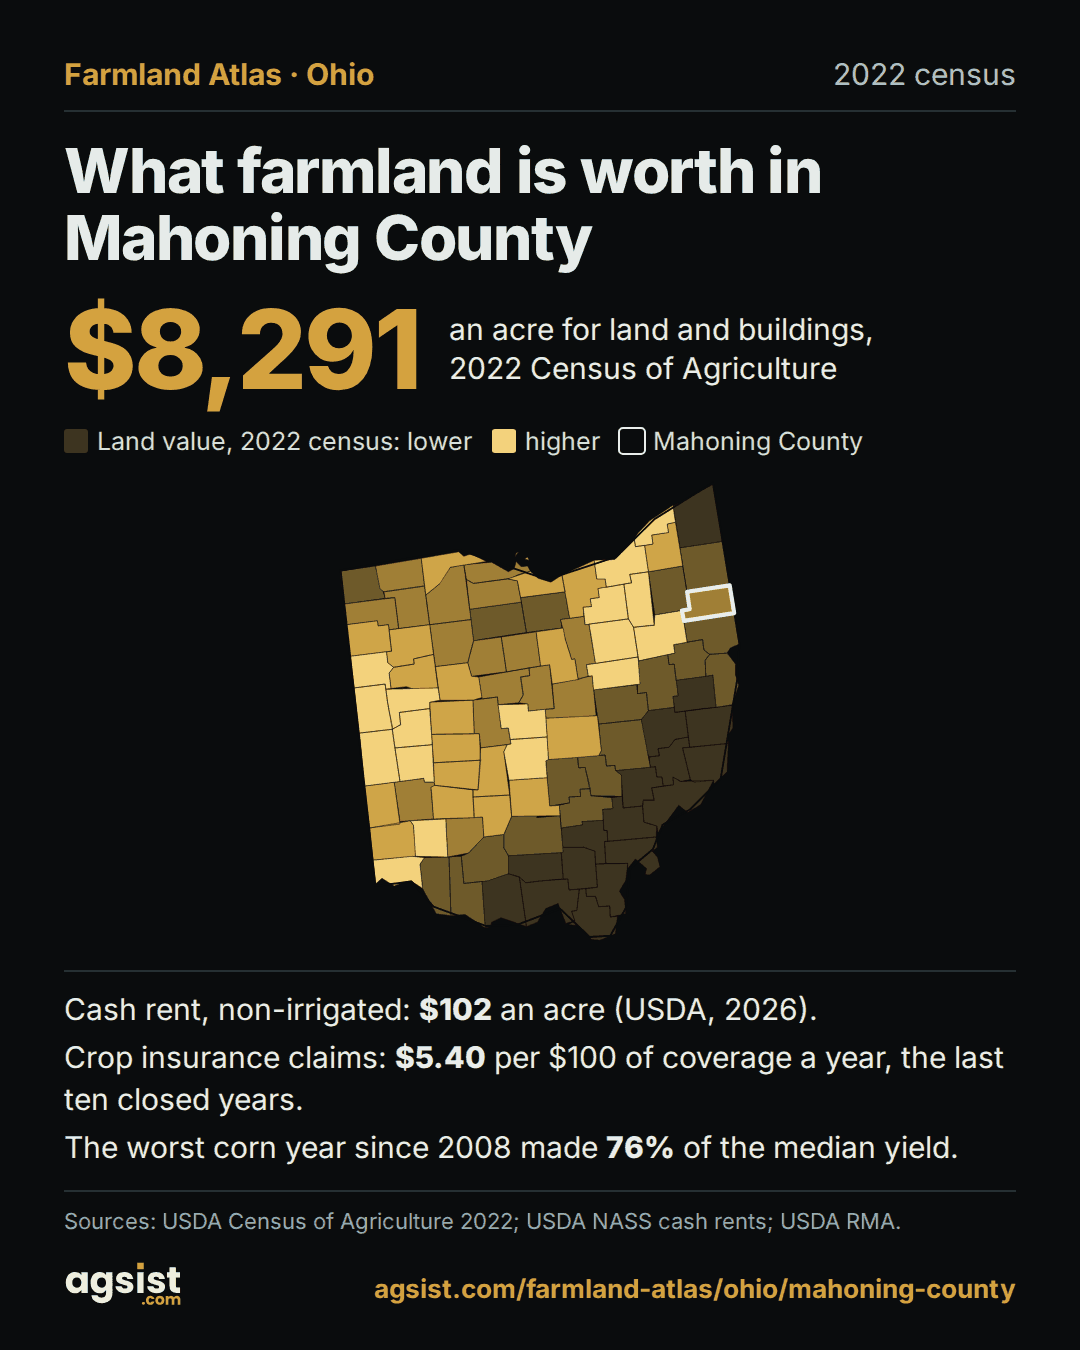 Farmland Atlas · Ohio
2022 census
What farmland is worth in
Mahoning County
$8,291
an acre for land and buildings,
2022 Census of Agriculture
Land value, 2022 census: lower
higher
Mahoning County
Cash rent, non-irrigated: $102 an acre (USDA, 2026).
Crop insurance claims: $5.40 per $100 of coverage a year, the last
ten closed years.
The worst corn year since 2008 made 76% of the median yield.
Sources: USDA Census of Agriculture 2022; USDA NASS cash rents; USDA RMA.
agsist
.com
agsist.com/farmland-atlas/ohio/mahoning-county